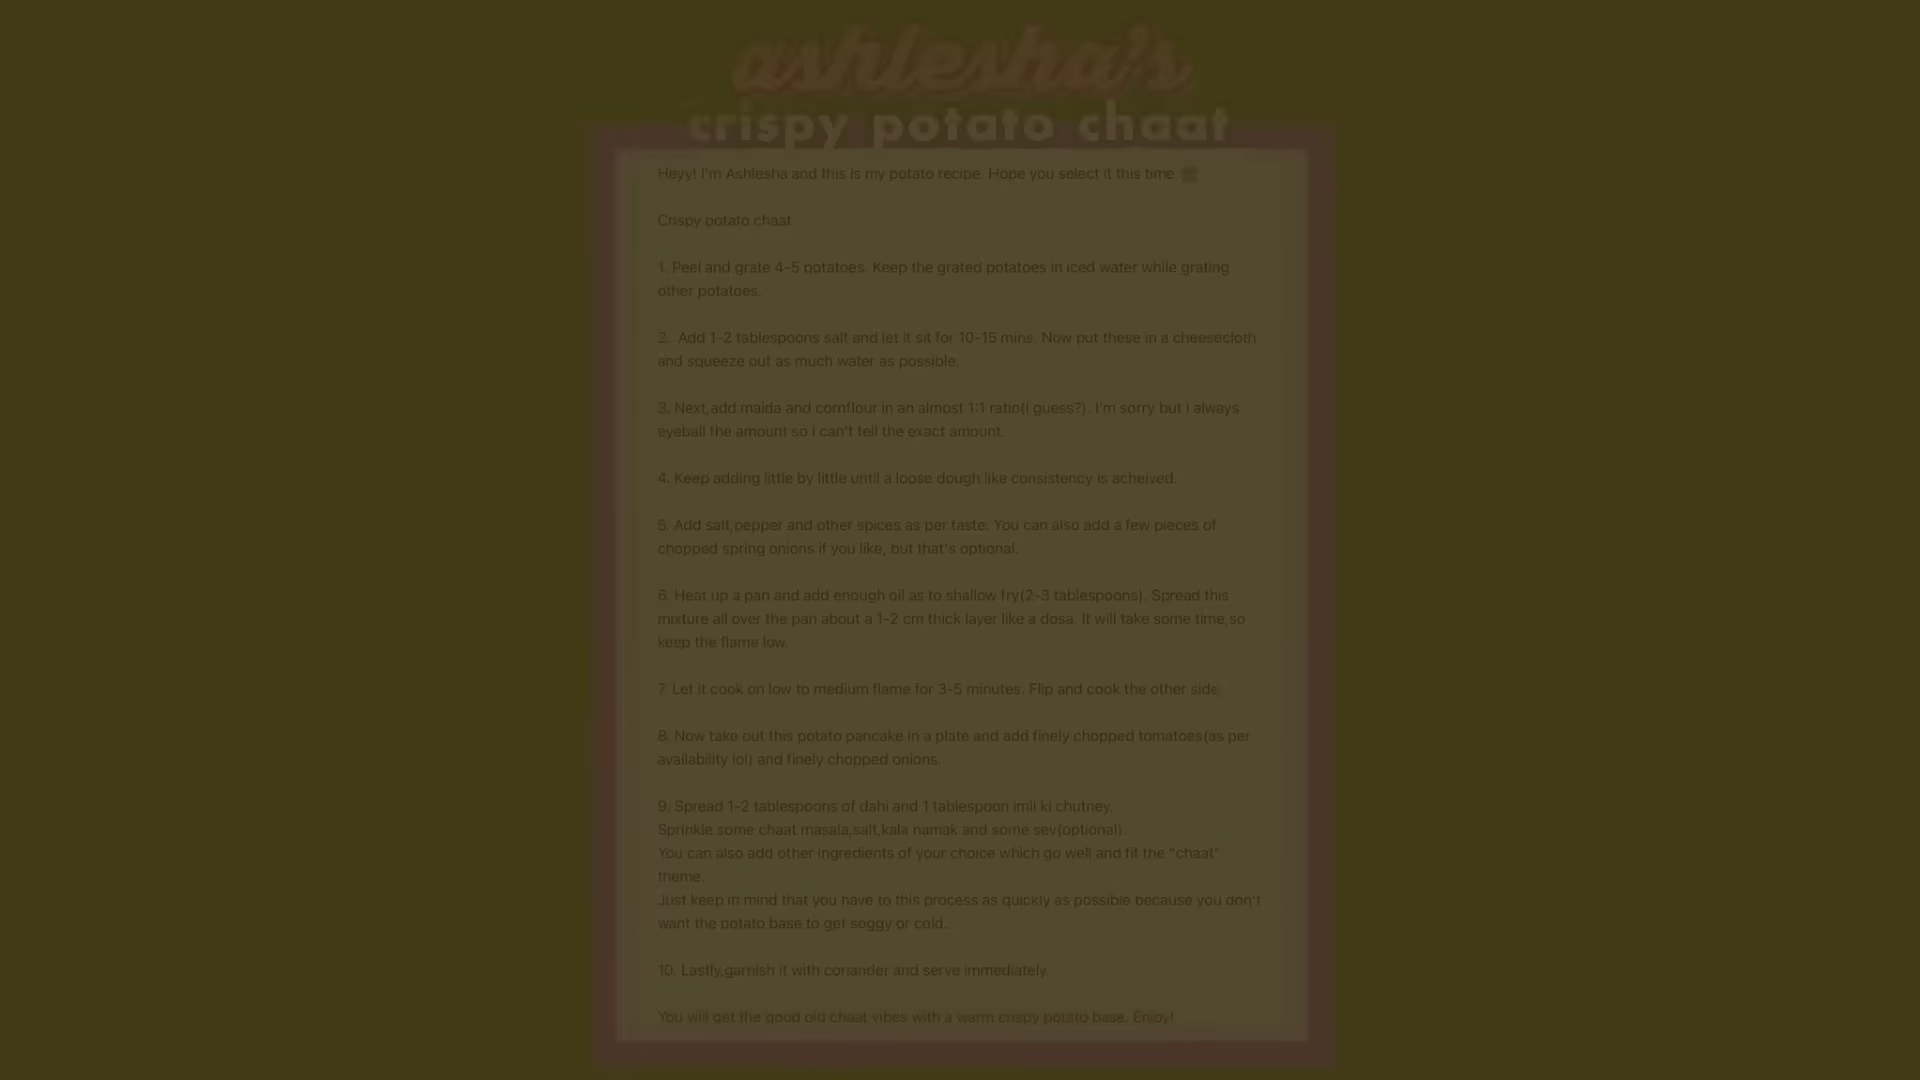 ashlesha's
crispy potato chaat
Heyy! I'm Ashlesha and this is my potato recipe. Hope you select it this time.
Crispy potato chaat
1. Peel and grate 4-5 potatoes. Keep the grated potatoes in iced water while grating
other potatoes.
2.  Add 1-2 tablespoons salt and let it sit for 10-15 mins. Now put these in a cheesecloth
and squeeze out as much water as possible.
3. Next,add maida and cornflour in an almost 1:1 ratio(i guess?). I'm sorry but i always
eyeball the amount so i can't tell the exact amount.
4. Keep adding little by little until a loose dough like consistency is acheived.
5. Add salt,pepper and other spices as per taste. You can also add a few pieces of
chopped spring onions if you like, but that's optional.
6. Heat up a pan and add enough oil as to shallow fry(2-3 tablespoons). Spread this
mixture all over the pan about a 1-2 cm thick layer like a dosa. It will take some time,so
keep the flame low.
7. Let it cook on low to medium flame for 3-5 minutes. Flip and cook the other side.
8. Now take out this potato pancake in a plate and add finely chopped tomatoes(as per
availability lol) and finely chopped onions.
9. Spread 1-2 tablespoons of dahi and 1 tablespoon imli ki chutney.
Sprinkle some chaat masala,salt,kala namak and some sev(optional).
You can also add other ingredients of your choice which go well and fit the "chaat"
theme.
Just keep in mind that you have to this process as quickly as possible because you don't
want the potato base to get soggy or cold.
10. Lastly,garnish it with coriander and serve immediately.
You will get the good old chaat vibes with a warm crispy potato base. Enjoy!